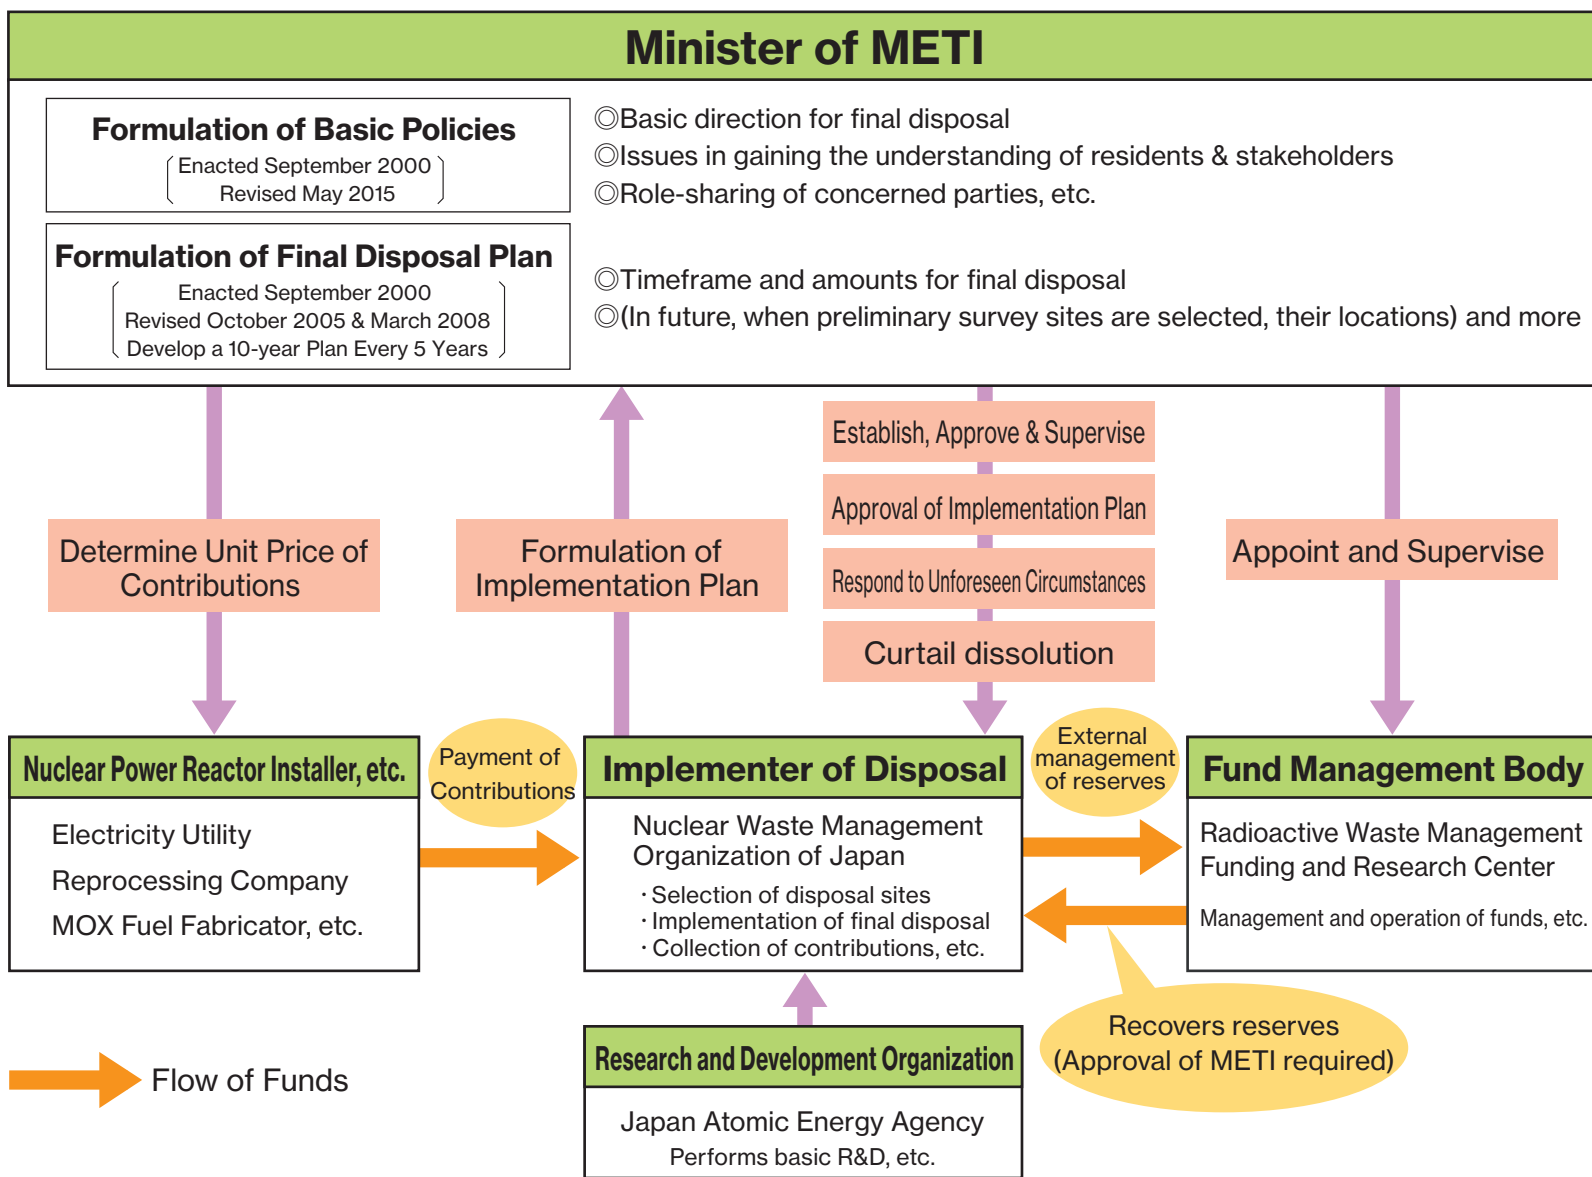 Minister of METI
Formulation of Basic Policies
Enacted September 2000
Revised May 2015
◎Basic direction for final disposal
◎Issues in gaining the understanding of residents & stakeholders
◎Role-sharing of concerned parties, etc.
Formulation of Final Disposal Plan
Enacted September 2000
Revised October 2005 & March 2008
Develop a 10-year Plan Every 5 Years
◎Timeframe and amounts for final disposal
◎(In future, when preliminary survey sites are selected, their locations) and more
Determine Unit Price of
Contributions
Formulation of
Implementation Plan
Establish, Approve & Supervise
Approval of Implementation Plan
Respond to Unforeseen Circumstances
Curtail dissolution
Appoint and Supervise
Nuclear Power Reactor Installer, etc.
Electricity Utility
Reprocessing Company
MOX Fuel Fabricator, etc.
Payment of
Contributions
Implementer of Disposal
Nuclear Waste Management
Organization of Japan
・Selection of disposal sites
・Implementation of final disposal
・Collection of contributions, etc.
External
management
of reserves
Fund Management Body
Radioactive Waste Management
Funding and Research Center
Management and operation of funds, etc.
Recovers reserves
(Approval of METI required)
Flow of Funds
Research and Development Organization
Japan Atomic Energy Agency
Performs basic R&D, etc.